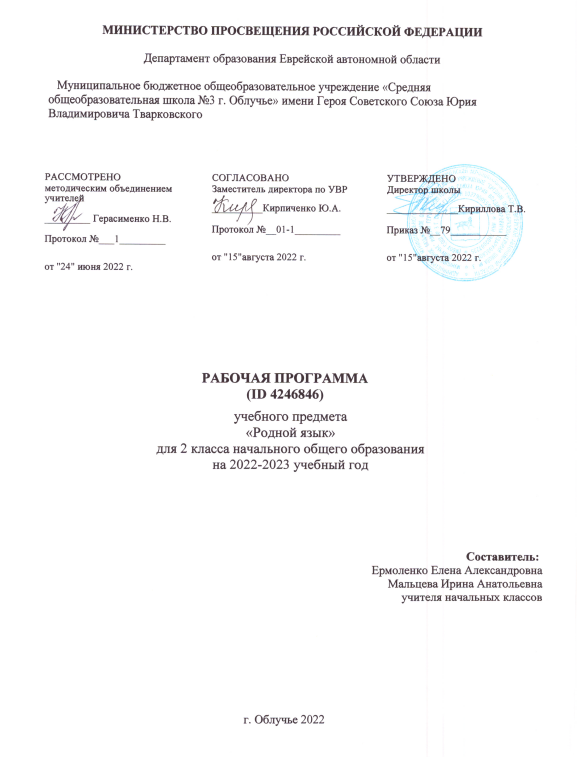 МИНИСТЕРСТВО ПРОСВЕЩЕНИЯ РОССИЙСКОЙ ФЕДЕРАЦИИ
Департамент образования Еврейской автономной области
Муниципальное бюджетное общеобразовательное учреждение «Средняя
общеобразовательная школа №3 г. Облучье» имени Героя Советского Союза Юрия
Владимировича Тварковского
РАССМОТРЕНО
методическим объединением
учителей
________ Герасименко Н.В.
Протокол №___1_________
от "24" июня 2022 г.
СОГЛАСОВАНО
Заместитель директора по УВР
_________Кирпиченко Ю.А.
Протокол №__01-1_________
от "15"августа 2022 г.
УТВЕРЖДЕНО
Директор школы
_____________Кириллова Т.В.
Приказ №__79___________
от "15"августа 2022 г.
РАБОЧАЯ ПРОГРАММА
(ID 4246846)
учебного предмета
«Родной язык»
для 2 класса начального общего образования
на 2022-2023 учебный год
Составитель:
Ермоленко Елена Александровна
Мальцева Ирина Анатольевна
учителя начальных классов
г. Облучье 2022